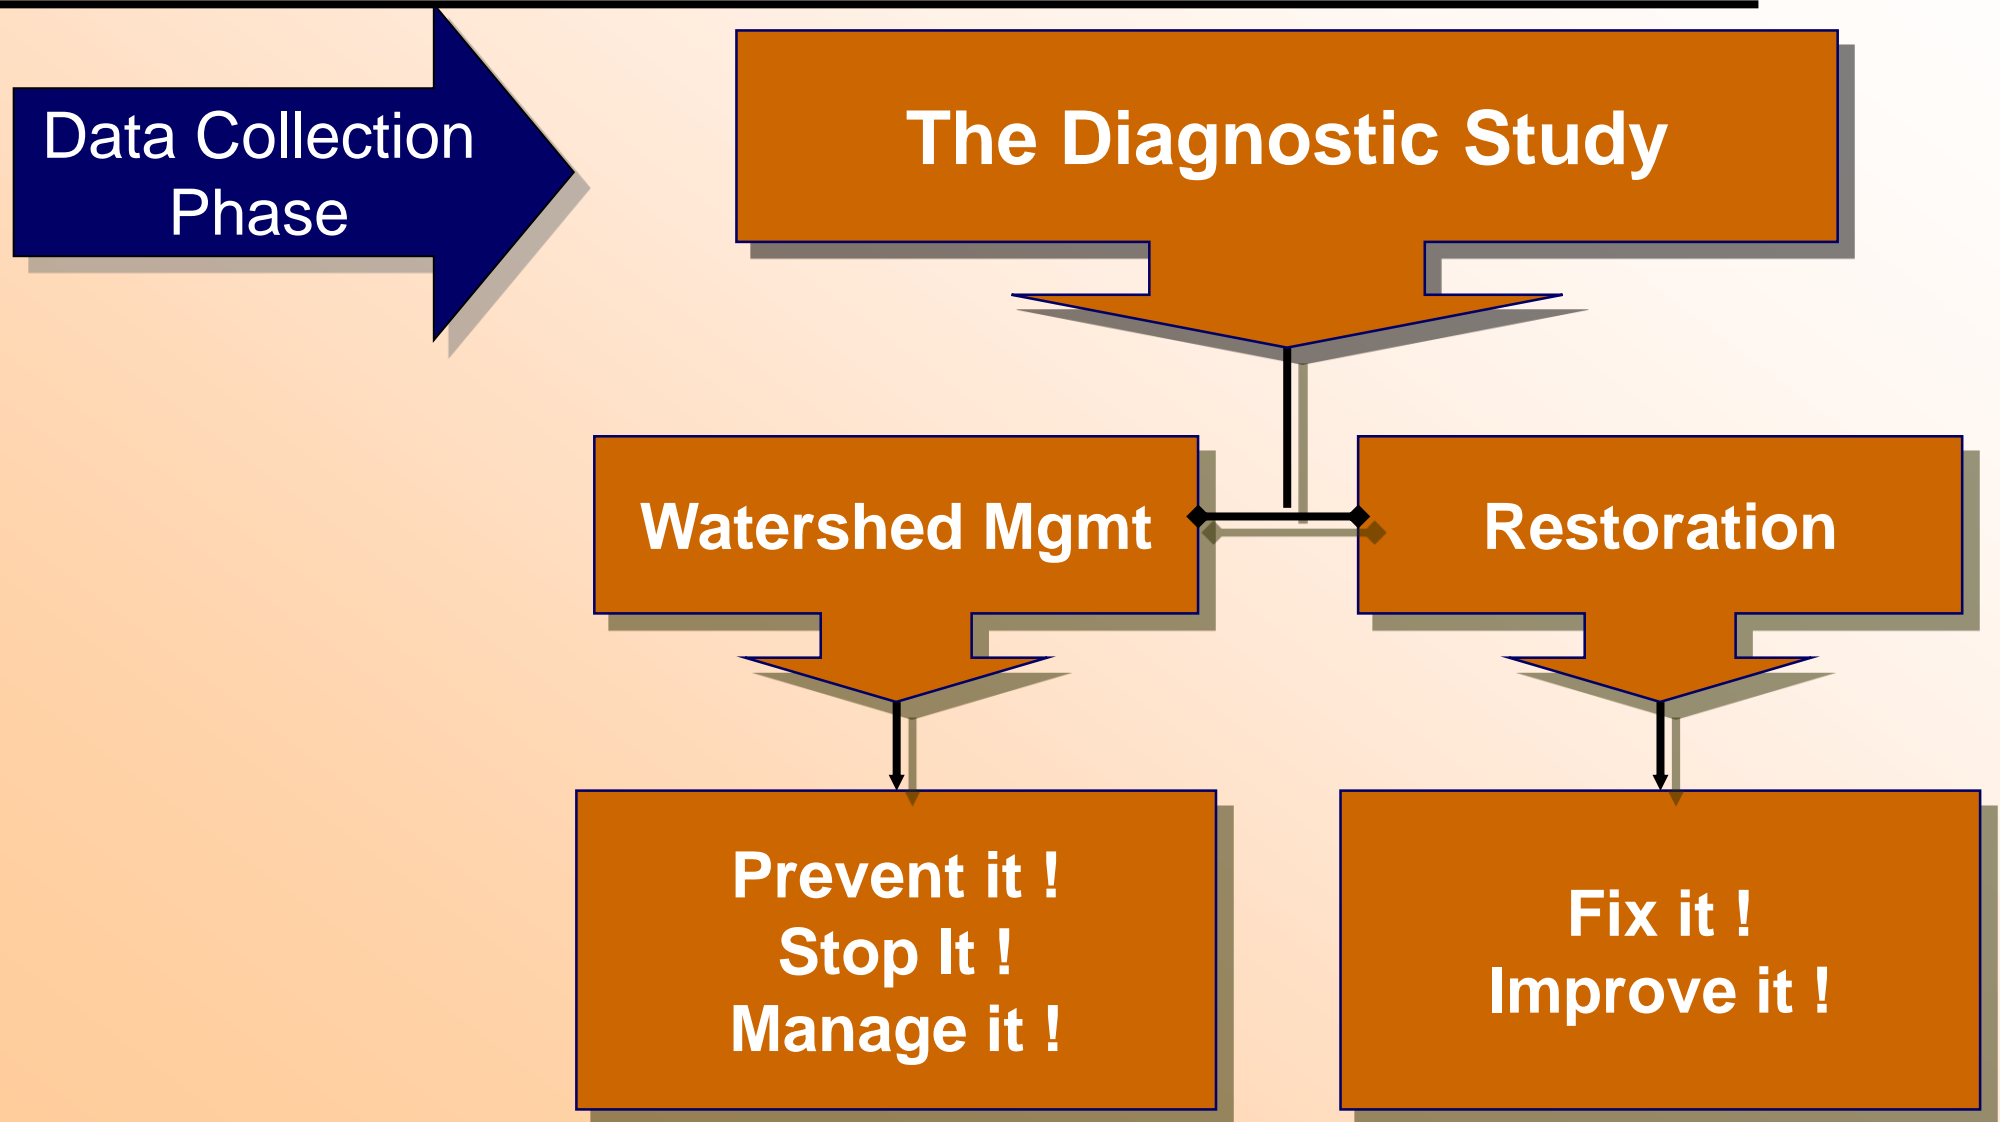 Data Collection
Phase
The Diagnostic Study
Watershed Mgmt
Restoration
Prevent it !
Stop It !
Manage it !
Fix it !
Improve it !